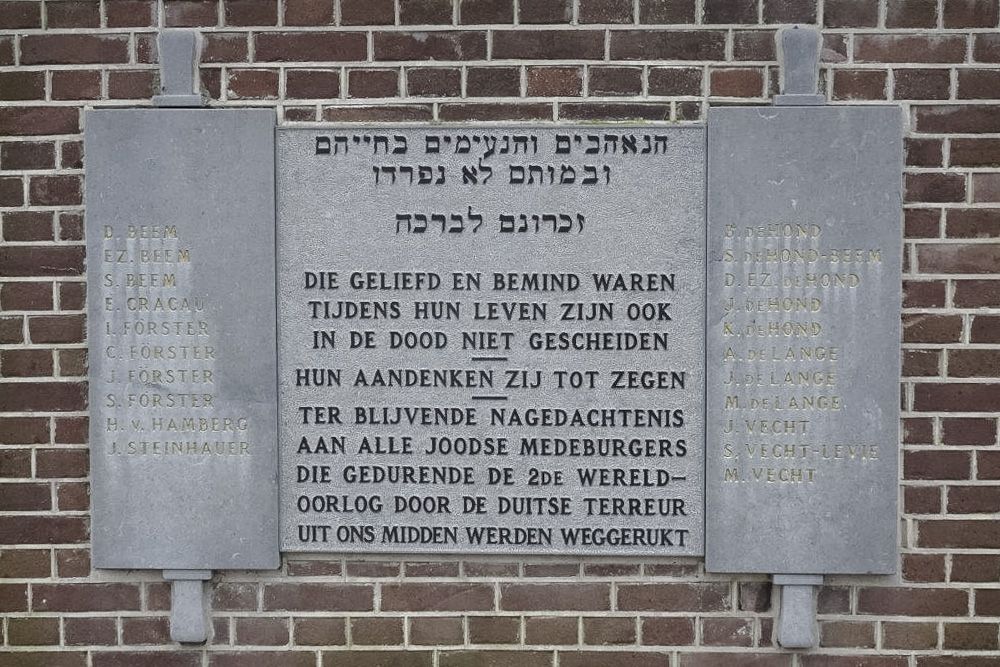 D. BEEM
EZ. BEEM
S. BEEM
E. CRACAU
I. FÖRSTER
C. FÖRSTER
J. FÖRSTER
S. FÖRSTER
H. v. HAMBERG
J. STEINHAUER
הנאהבים והנעימים בחייהם
ובמותם לא נפרדו
זכרונם לברכה
DIE GELIEFD EN BEMIND WAREN
TIJDENS HUN LEVEN ZIJN OOK
IN DE DOOD NIET GESCHEIDEN
HUN AANDENKEN ZIJ TOT ZEGEN
TER BLIJVENDE NAGEDACHTENIS
AAN ALLE JOODSE MEDEBURGERS
DIE GEDURENDE DE 2DE WERELD-
OORLOG DOOR DE DUITSE TERREUR
UIT ONS MIDDEN WERDEN WEGGERUKT
B. DE HOND
S. DE HOND-BEEM
D. EZ. DE HOND
J. DE HOND
K. DE HOND
A. DE LANGE
J. DE LANGE
M. DE LANGE
J. VECHT
S. VECHT-LEVIE
M. VECHT